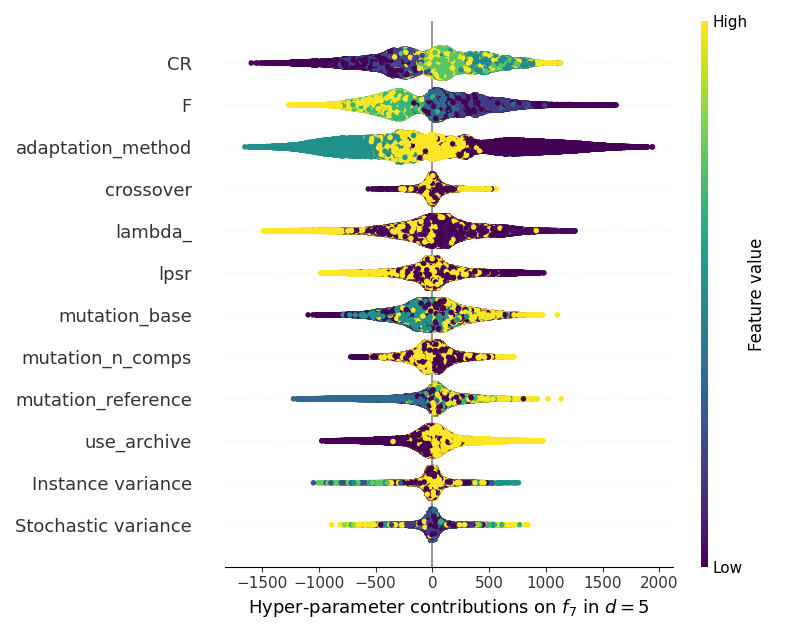 High
CR
F
adaptation_method
crossover
lambda_
lpsr
mutation_base
mutation_n_comps
mutation_reference
use_archive
Instance variance
Stochastic variance
Feature value
Low
−1500 −1000 −500 0 500 1000 1500 2000
Hyper-parameter contributions on f₇ in d = 5